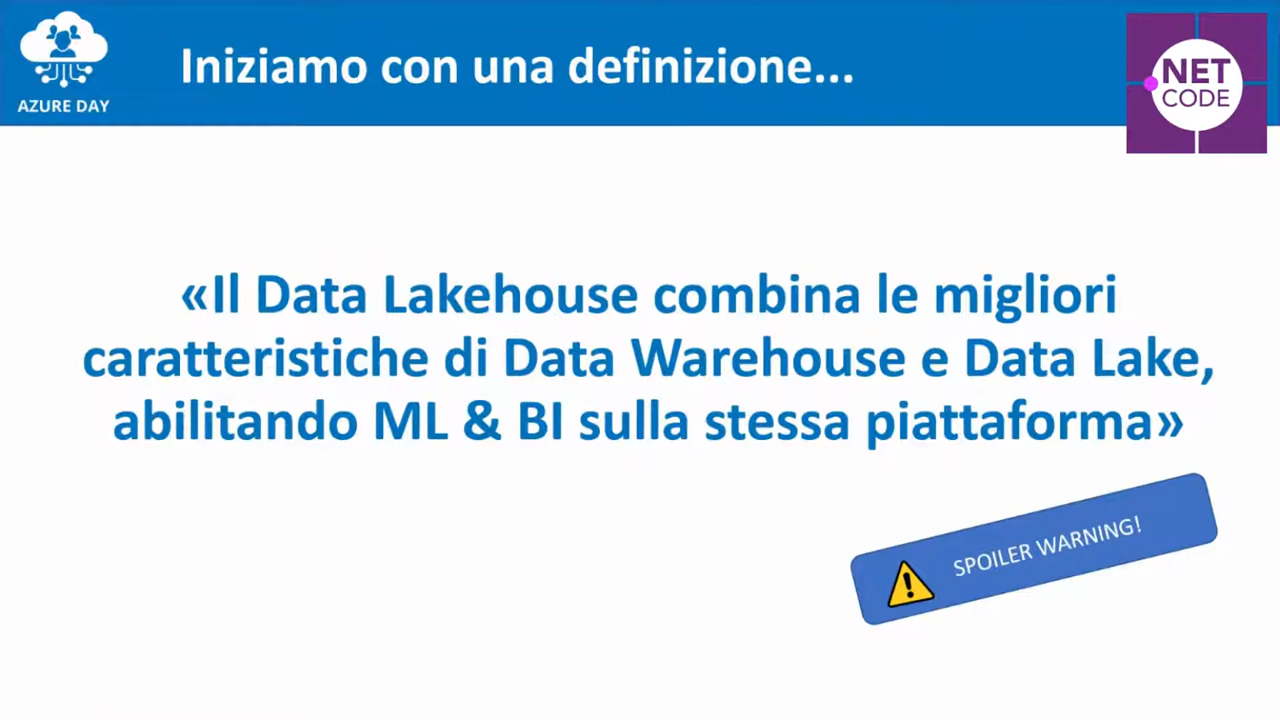 AZURE DAY
Iniziamo con una definizione...
NET
CODE
«Il Data Lakehouse combina le migliori
caratteristiche di Data Warehouse e Data Lake,
abilitando ML & BI sulla stessa piattaforma»
SPOILER WARNING!